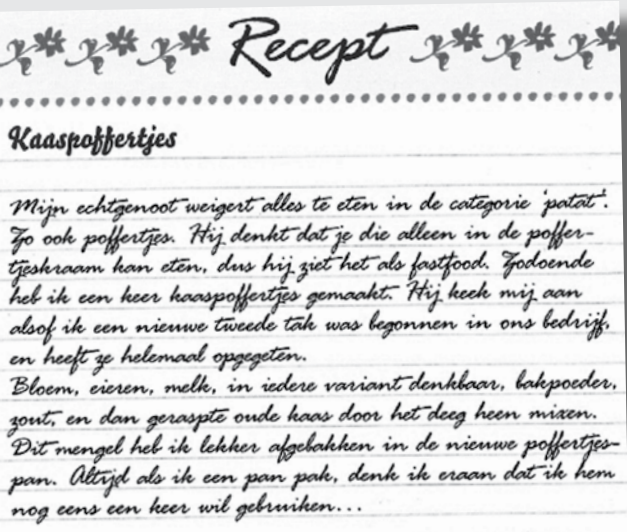 Recept
Kaaspoffertjes
Mijn echtgenoot weigert alles te eten in de categorie 'patat'.
Zo ook poffertjes. Hij denkt dat je die alleen in de poffer-
tjeskraam kan eten, dus hij ziet het als fastfood. Zodoende
heb ik een keer kaaspoffertjes gemaakt. Hij keek mij aan
alsof ik een nieuwe tweede tak was begonnen in ons bedrijf,
en heeft ze helemaal opgegeten.
Bloem, eieren, melk, in iedere variant denkbaar, bakpoeder,
zout, en dan geraspte oude kaas door het deeg heen mixen.
Dit mengel heb ik lekker afgebakken in de nieuwe poffertjes-
pan. Altijd als ik een pan pak, denk ik eraan dat ik hem
nog eens een keer wil gebruiken...